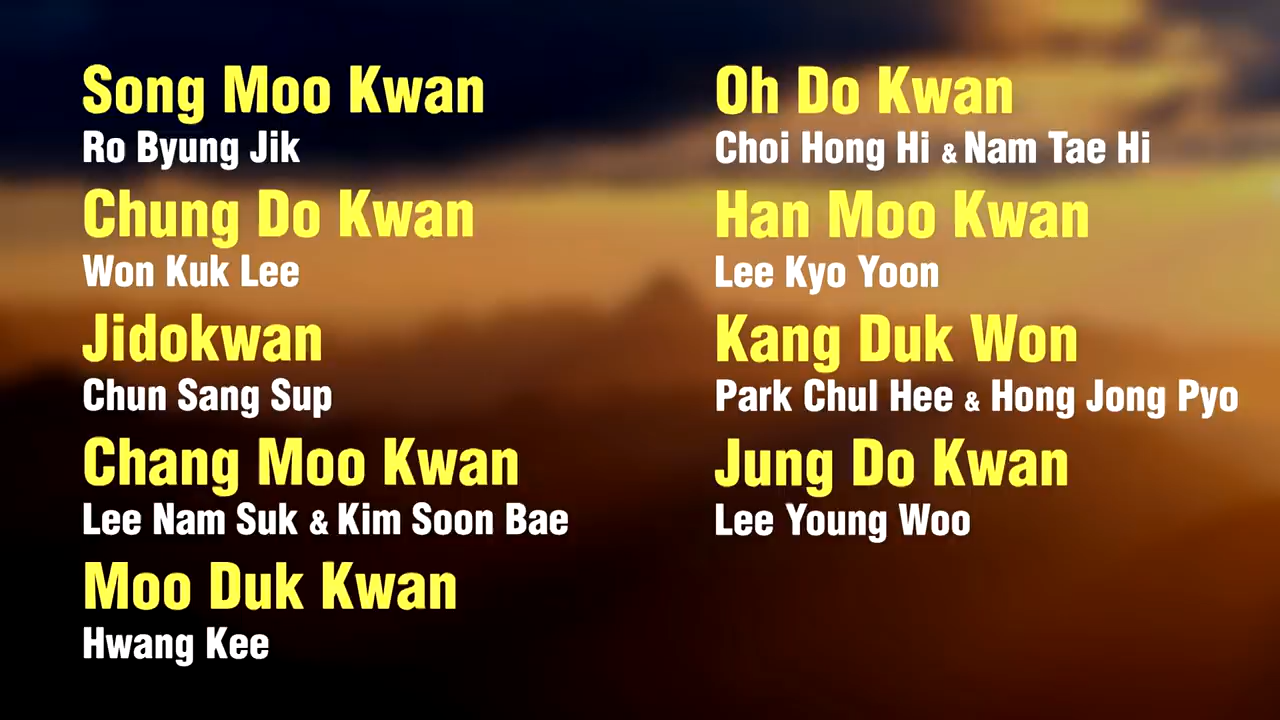 Song Moo Kwan
Ro Byung Jik
Chung Do Kwan
Won Kuk Lee
Jidokwan
Chun Sang Sup
Chang Moo Kwan
Lee Nam Suk & Kim Soon Bae
Moo Duk Kwan
Hwang Kee
Oh Do Kwan
Choi Hong Hi & Nam Tae Hi
Han Moo Kwan
Lee Kyo Yoon
Kang Duk Won
Park Chul Hee & Hong Jong Pyo
Jung Do Kwan
Lee Young Woo